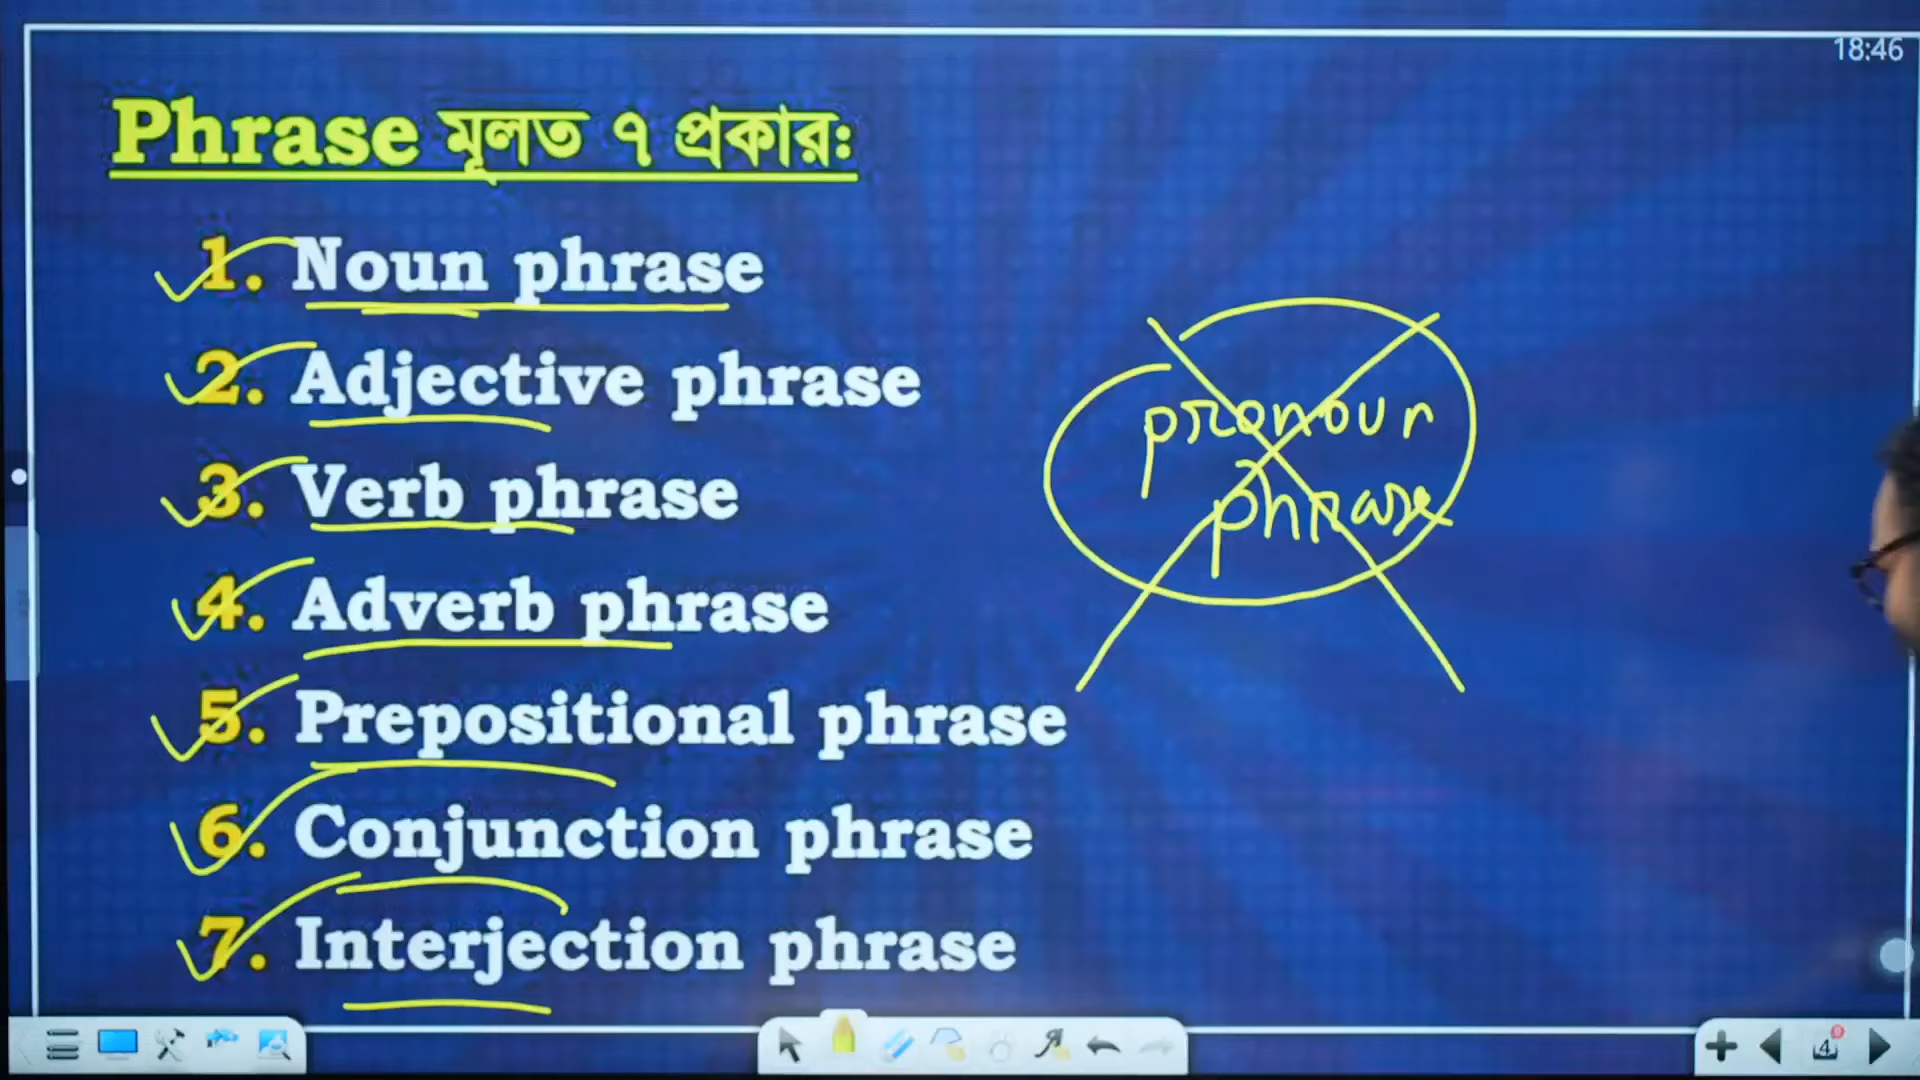 18:46
Phrase মূলত ৭ প্রকারঃ
1. Noun phrase
2. Adjective phrase
3. Verb phrase
4. Adverb phrase
5. Prepositional phrase
6. Conjunction phrase
7. Interjection phrase
pronoun
phrase
4